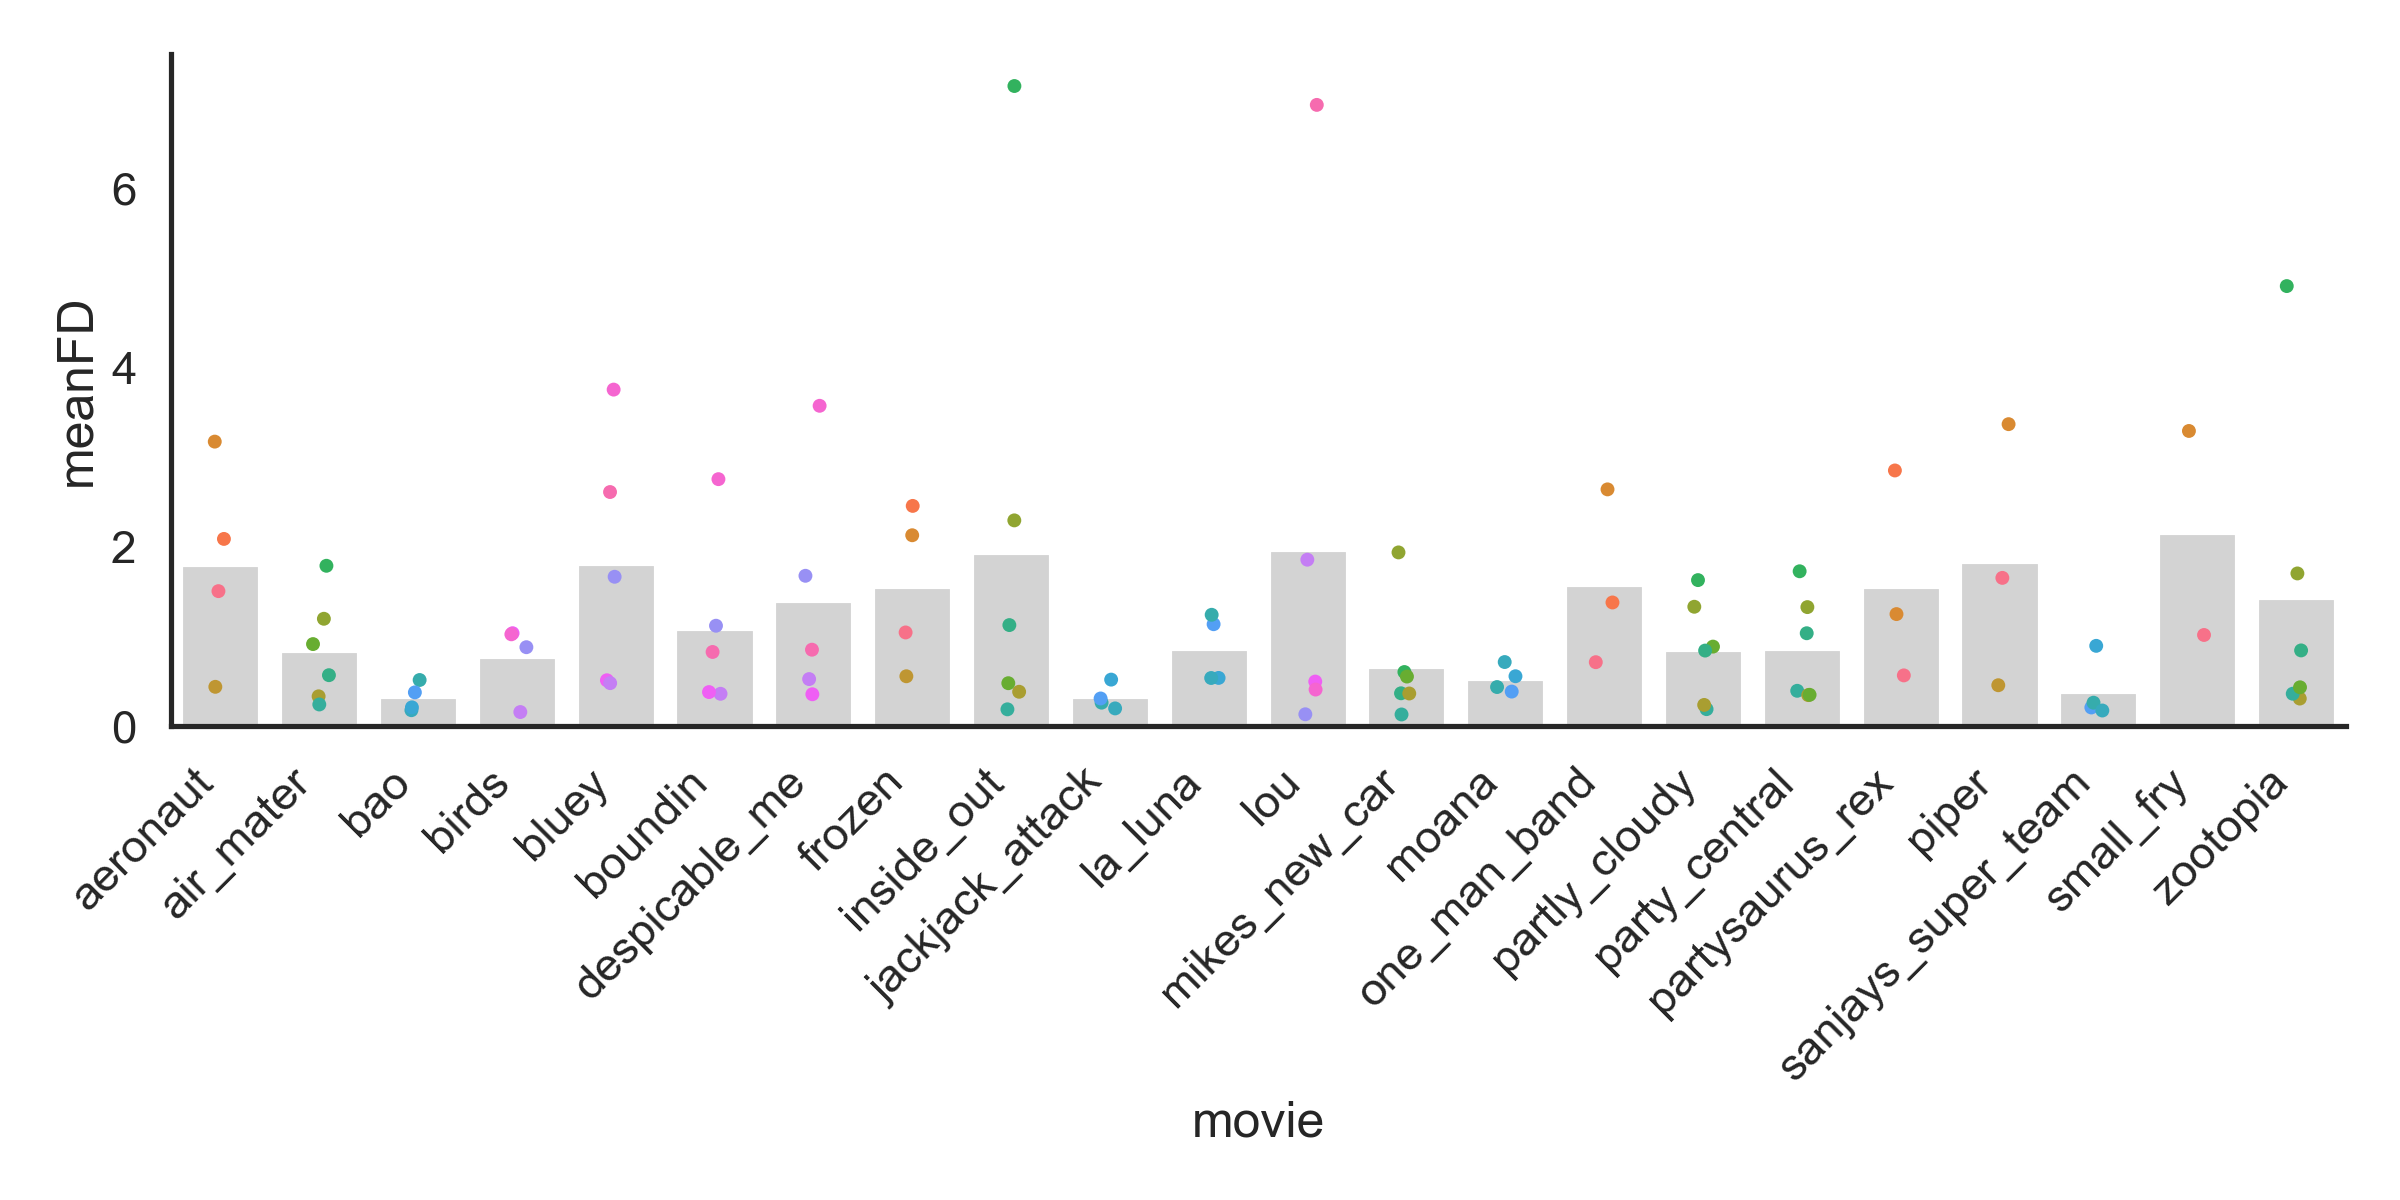 meanFD
6
4
2
0
aeronaut
air_mater
bao
birds
bluey
boundin
despicable_me
frozen
inside_out
jackjack_attack
la_luna
lou
mikes_new_car
moana
one_man_band
partly_cloudy
party_central
partysaurus_rex
piper
sanjays_super_team
small_fry
zootopia
movie